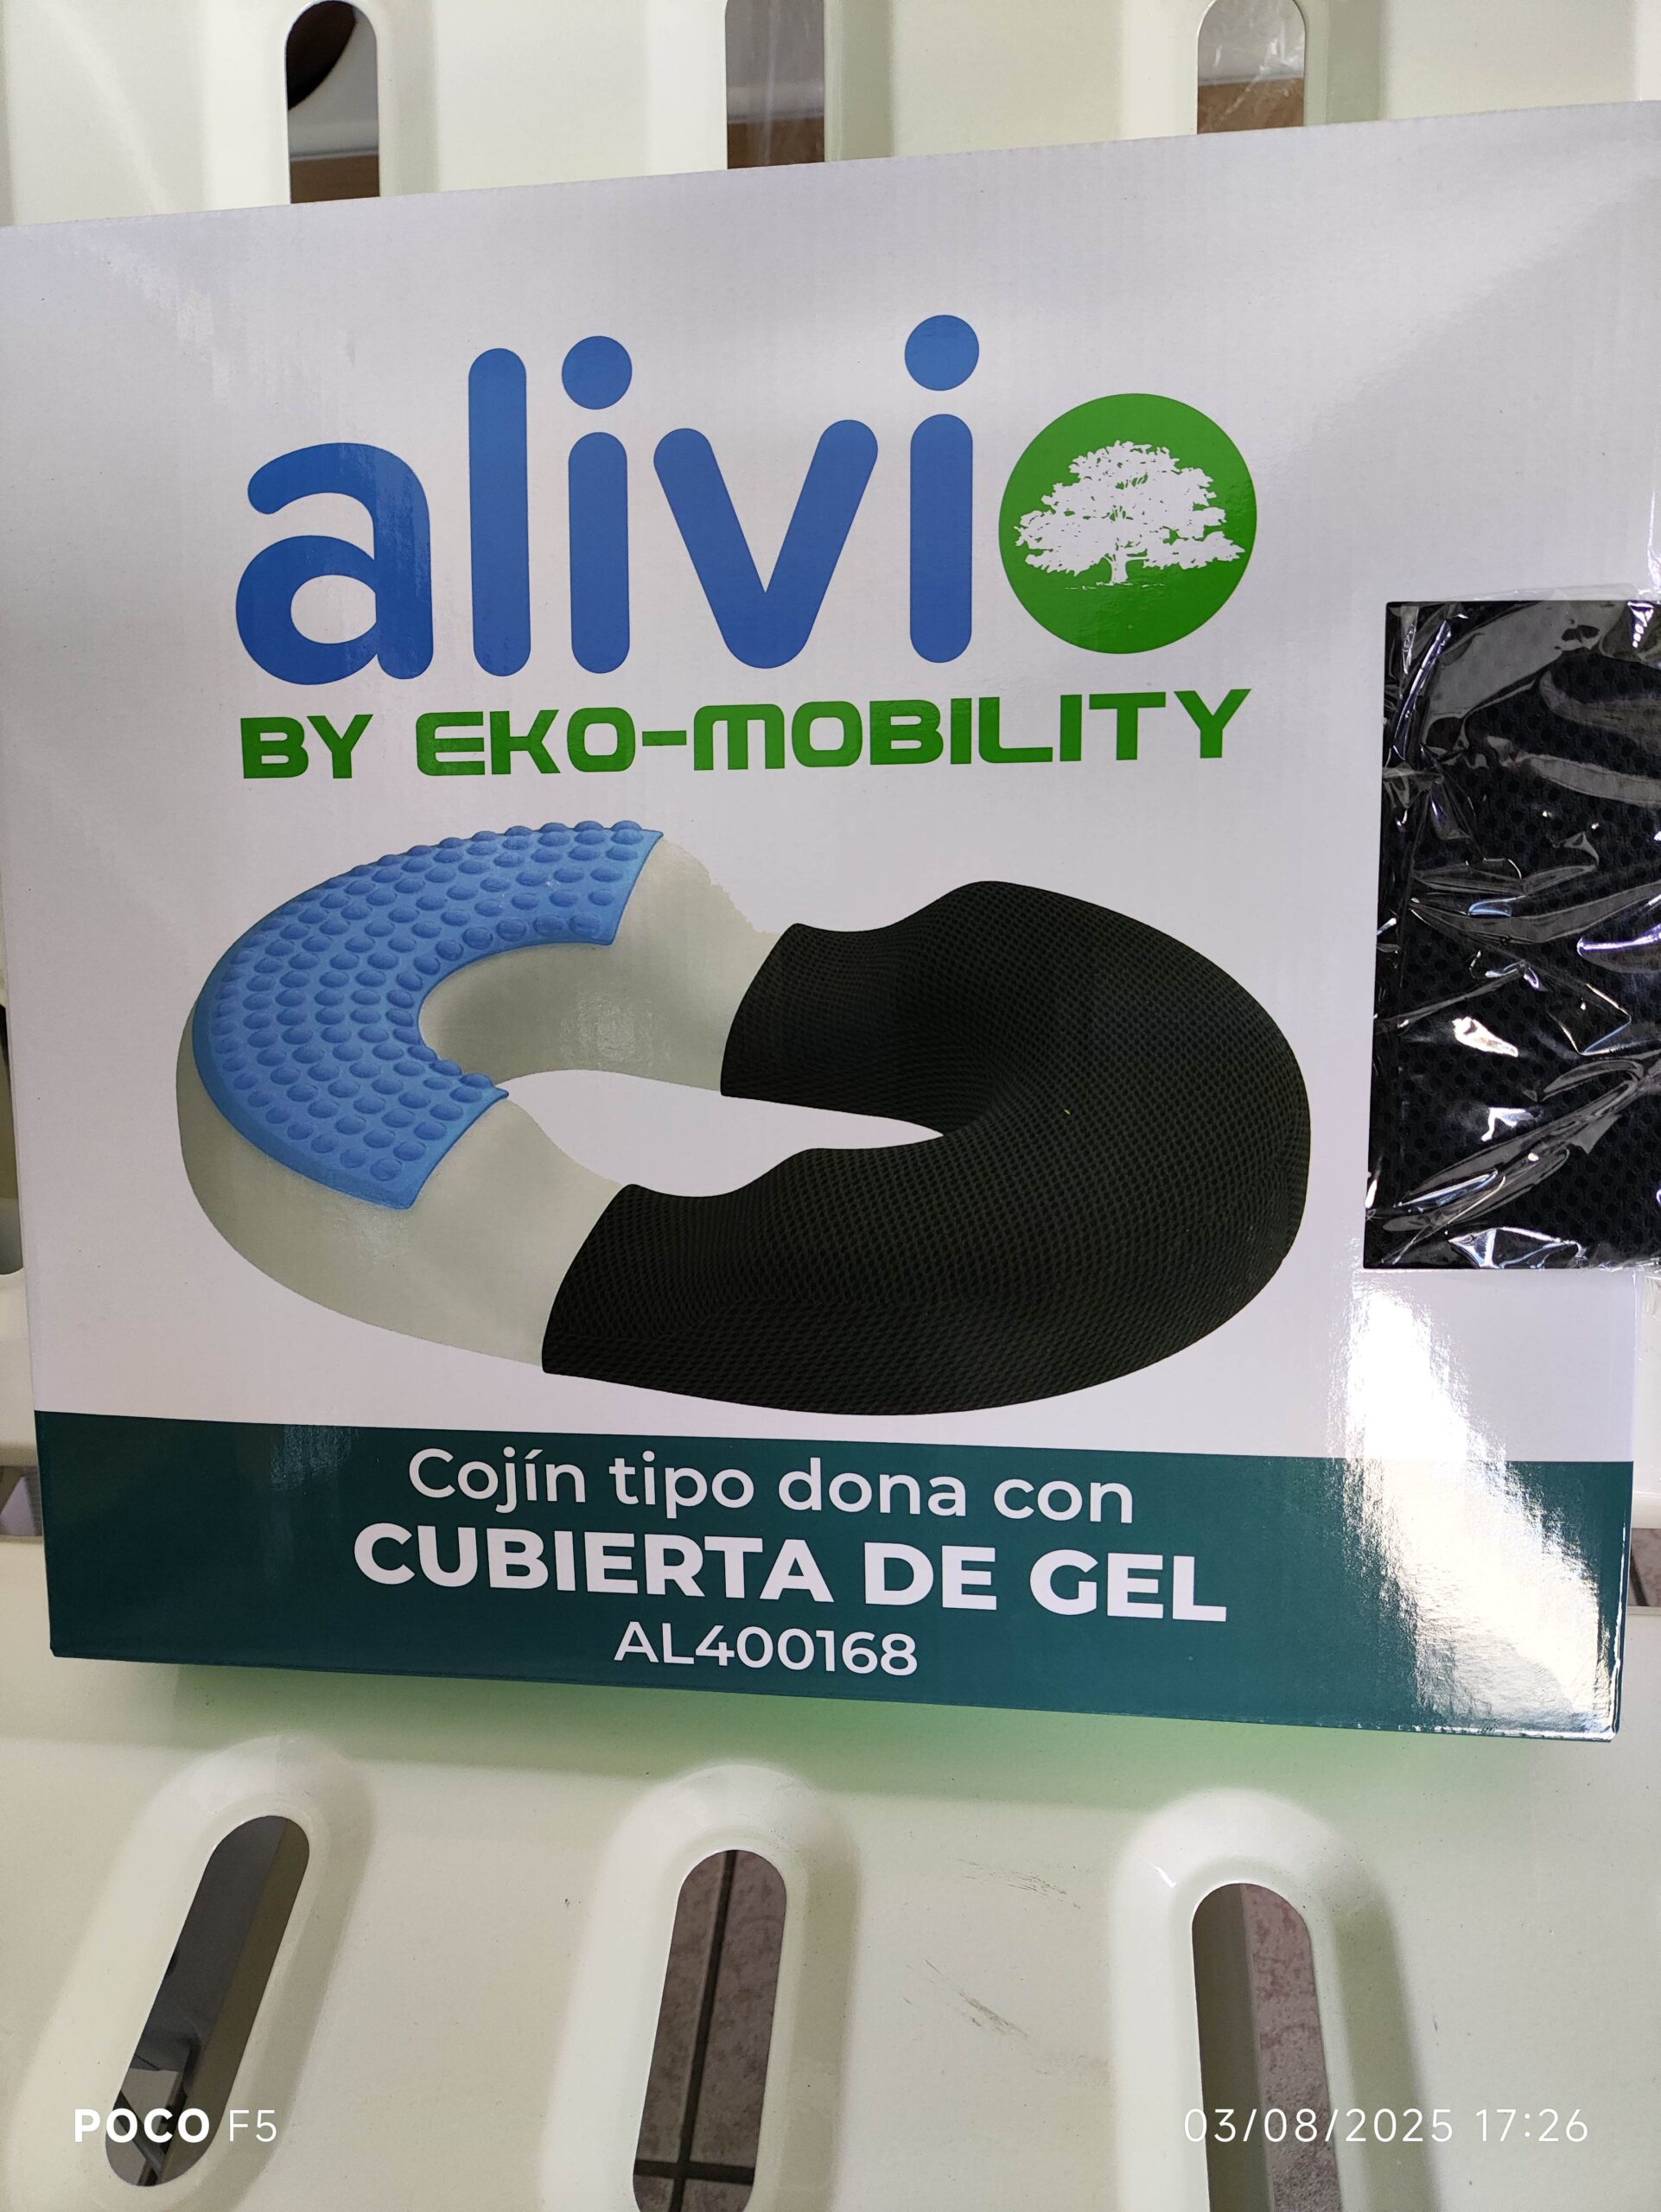 alivio
BY EKO-MOBILITY
Cojín tipo dona con
CUBIERTA DE GEL
AL400168
POCO F5
03/08/2025 17:26